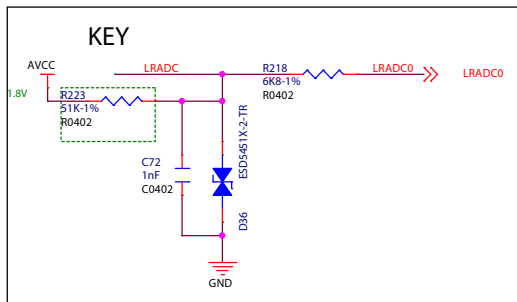 KEY
AVCC
LRADC
R218
LRADC0
LRADC0
6K8-1%
R0402
1.8V
R223
51K-1%
R0402
ESD5451X-2-TR
C72
1nF
C0402
D36
GND